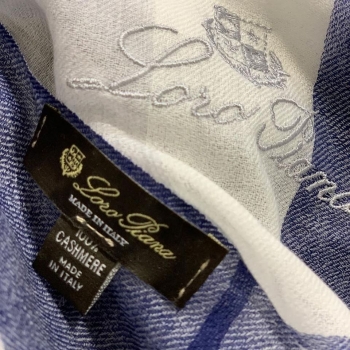 Loro Piana
Loro Piana
MADE IN ITALY
100%
CASHMERE
MADE
IN ITALY